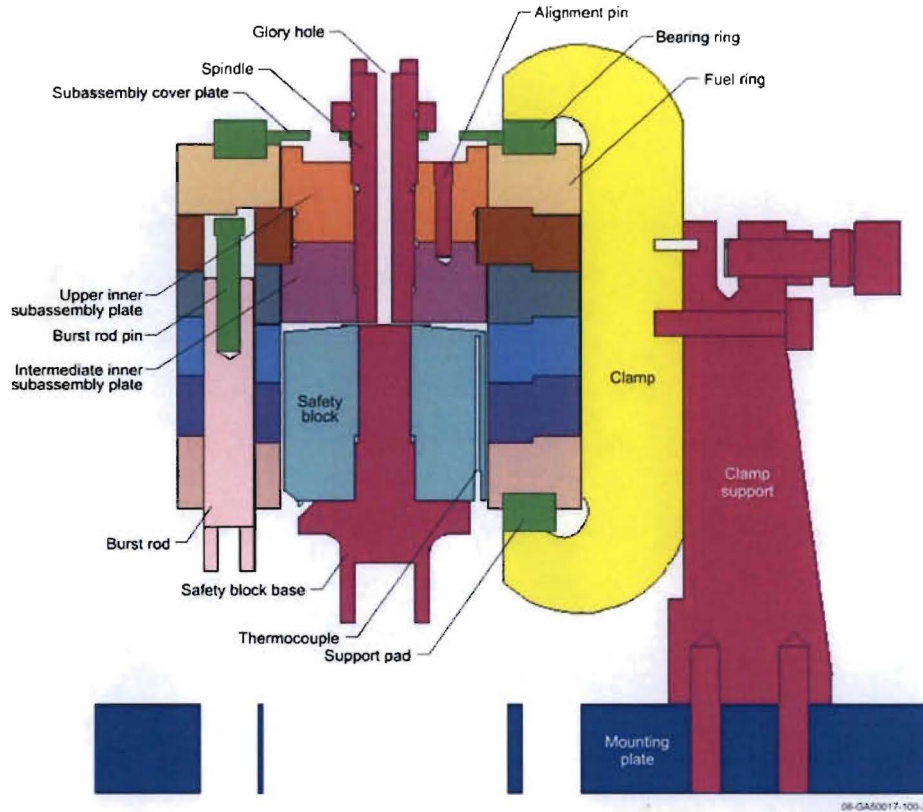 Alignment pin
Glory hole
Bearing ring
Spindle
Fuel ring
Subassembly cover plate
Upper inner
subassembly plate
Burst rod pin
Intermediate inner
subassembly plate
Safety
block
Clamp
Clamp
support
Burst rod
Safety block base
Thermocouple
Support pad
Mounting
plate